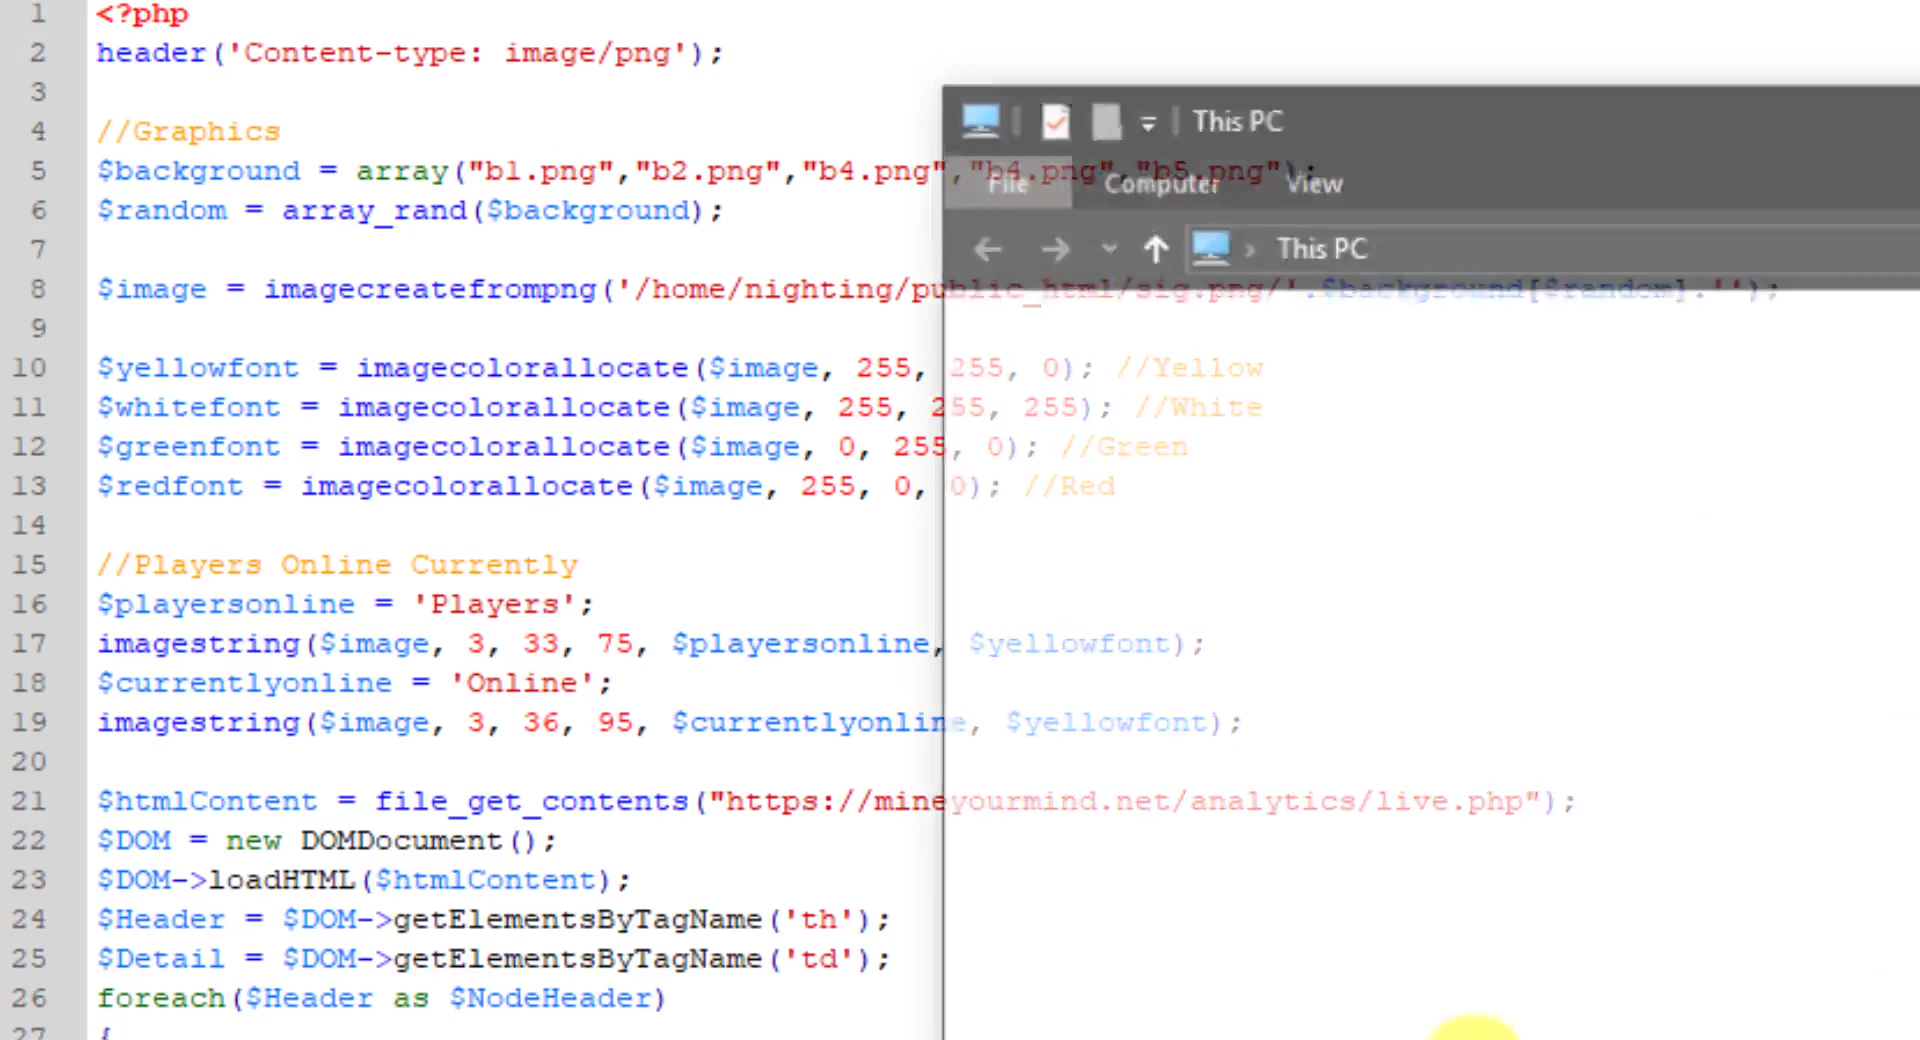 1 <?php
2 header('Content-type: image/png');
3
4 //Graphics
5 $background = array("b1.png","b2.png","b4.png","b4.png","b5.png");
6 $random = array_rand($background);
7
8 $image = imagecreatefrompng('/home/nighting/public_html/sig.png/'.$background[$random].'');
9
10 $yellowfont = imagecolorallocate($image, 255, 255, 0); //Yellow
11 $whitefont = imagecolorallocate($image, 255, 255, 255); //White
12 $greenfont = imagecolorallocate($image, 0, 255, 0); //Green
13 $redfont = imagecolorallocate($image, 255, 0, 0); //Red
14
15 //Players Online Currently
16 $playersonline = 'Players';
17 imagestring($image, 3, 33, 75, $playersonline, $yellowfont);
18 $currentlyonline = 'Online';
19 imagestring($image, 3, 36, 95, $currentlyonline, $yellowfont);
20
21 $htmlContent = file_get_contents("https://mineyourmind.net/analytics/live.php");
22 $DOM = new DOMDocument();
23 $DOM->loadHTML($htmlContent);
24 $Header = $DOM->getElementsByTagName('th');
25 $Detail = $DOM->getElementsByTagName('td');
26 foreach($Header as $NodeHeader)
27 {
This PC
File Computer View
This PC